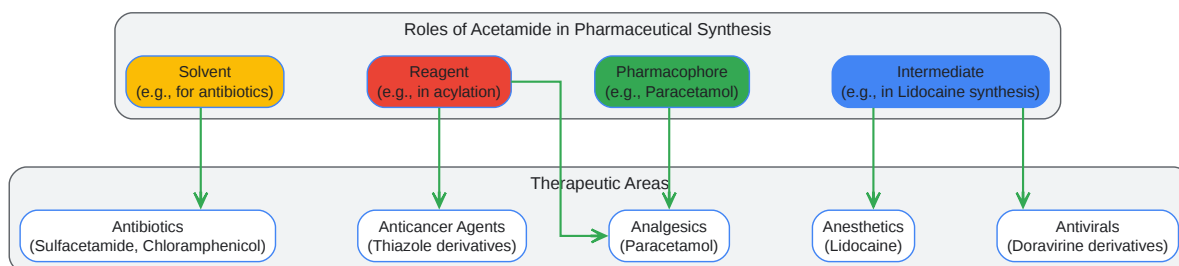 Roles of Acetamide in Pharmaceutical Synthesis
Solvent
(e.g., for antibiotics)
Reagent
(e.g., in acylation)
Pharmacophore
(e.g., Paracetamol)
Intermediate
(e.g., in Lidocaine synthesis)
Therapeutic Areas
Antibiotics
(Sulfacetamide, Chloramphenicol)
Anticancer Agents
(Thiazole derivatives)
Analgesics
(Paracetamol)
Anesthetics
(Lidocaine)
Antivirals
(Doravirine derivatives)